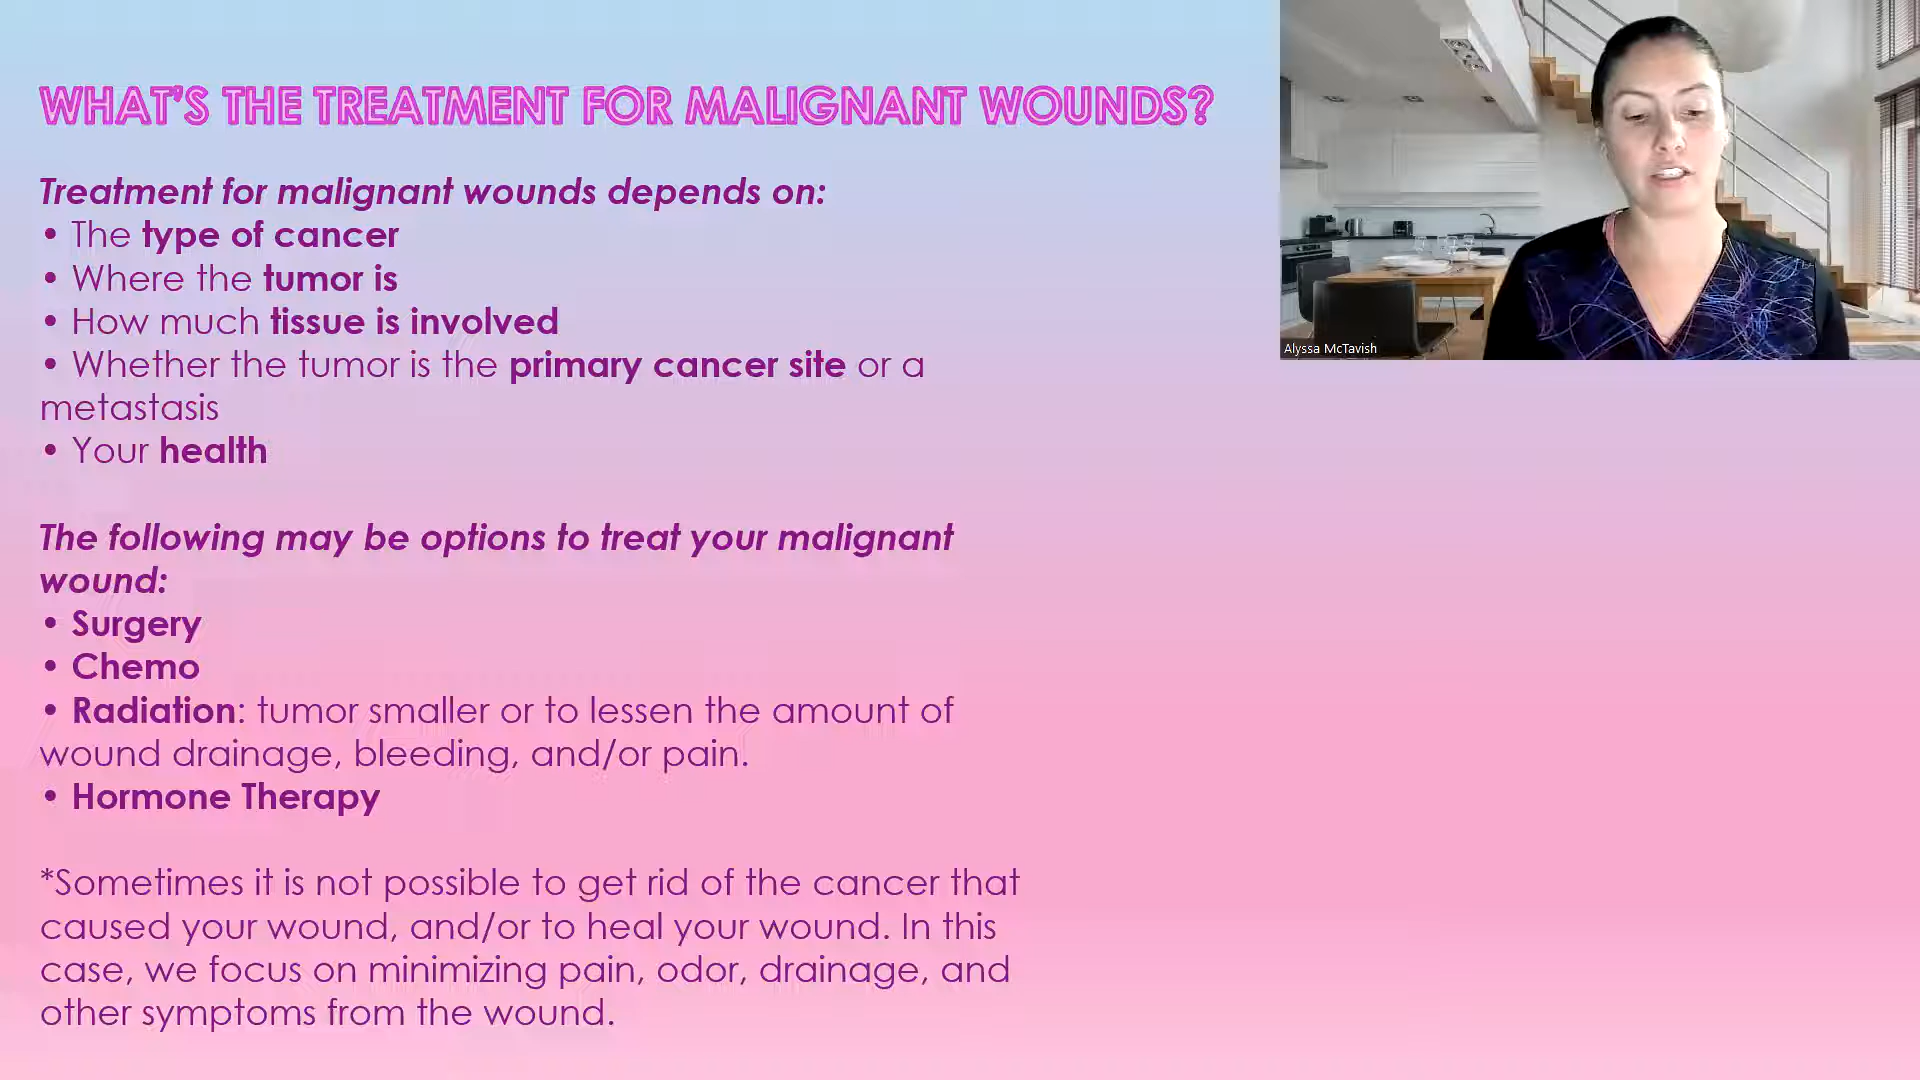 WHAT'S THE TREATMENT FOR MALIGNANT WOUNDS?
Treatment for malignant wounds depends on:
• The type of cancer
• Where the tumor is
• How much tissue is involved
• Whether the tumor is the primary cancer site or a
metastasis
• Your health
The following may be options to treat your malignant
wound:
• Surgery
• Chemo
• Radiation: tumor smaller or to lessen the amount of
wound drainage, bleeding, and/or pain.
• Hormone Therapy
*Sometimes it is not possible to get rid of the cancer that
caused your wound, and/or to heal your wound. In this
case, we focus on minimizing pain, odor, drainage, and
other symptoms from the wound.
Alyssa McTavish